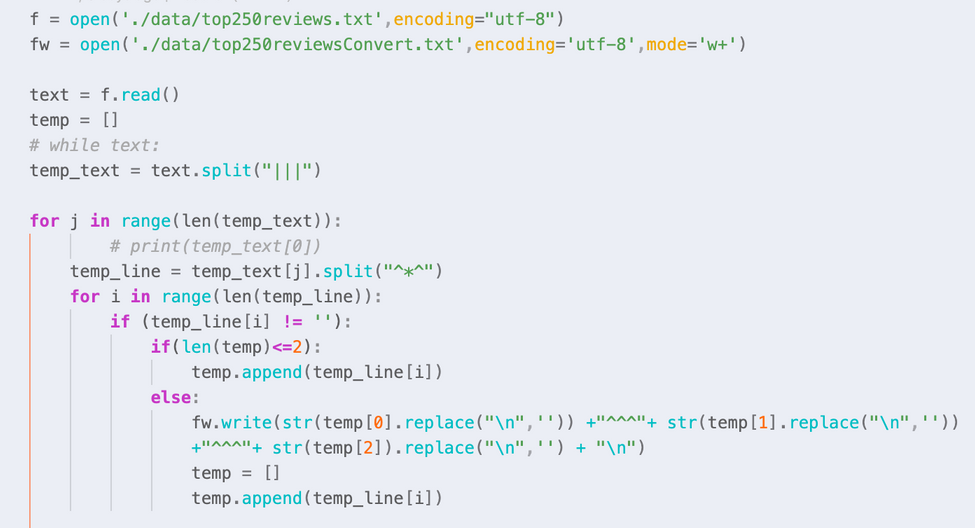 f = open('./data/top250reviews.txt',encoding="utf-8")
fw = open('./data/top250reviewsConvert.txt',encoding='utf-8',mode='w+')
text = f.read()
temp = []
# while text:
temp_text = text.split("|||")
for j in range(len(temp_text)):
# print(temp_text[0])
temp_line = temp_text[j].split("^*^")
for i in range(len(temp_line)):
if (temp_line[i] != ''):
if(len(temp)<=2):
temp.append(temp_line[i])
else:
fw.write(str(temp[0].replace("\n",'')) +"^^^"+ str(temp[1].replace("\n",''))
+"^^^"+ str(temp[2]).replace("\n",'') + "\n")
temp = []
temp.append(temp_line[i])